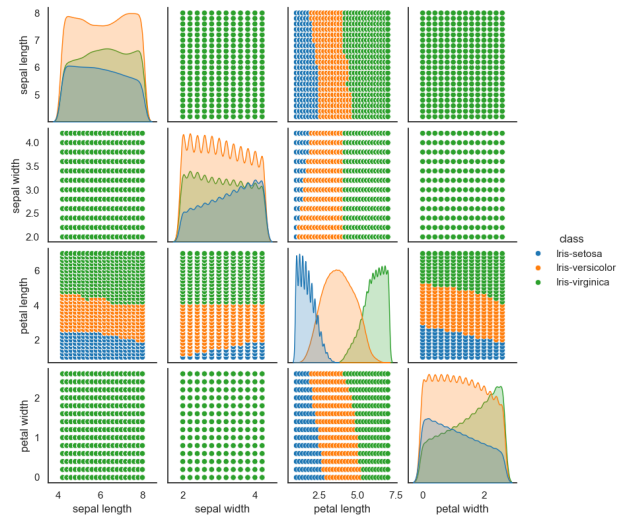 8
7
6
5
sepal length
4.0
3.5
3.0
2.5
2.0
sepal width
class
Iris-setosa
Iris-versicolor
Iris-virginica
6
4
2
petal length
2
1
0
petal width
4 6 8
sepal length
2 3 4
sepal width
2.5 5.0 7.5
petal length
0 2
petal width